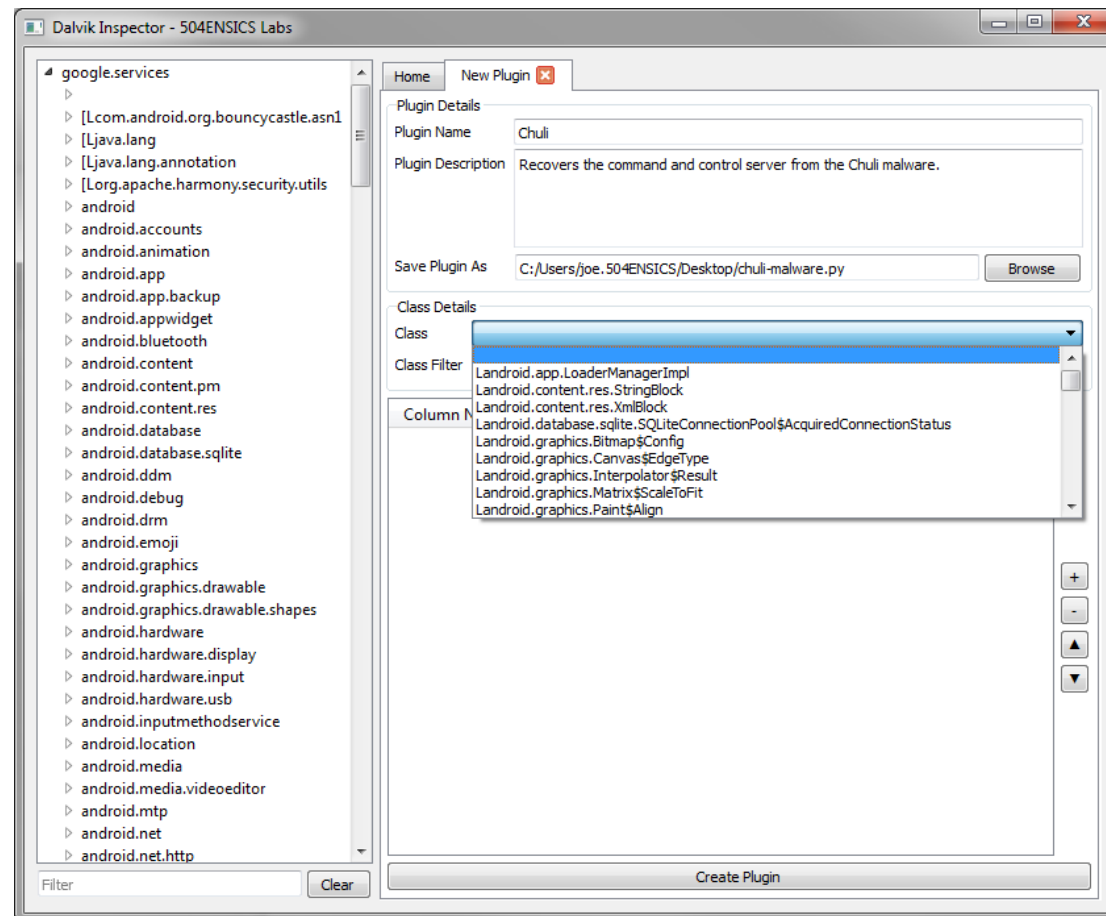 Dalvik Inspector - 504ENSICS Labs
google.services
[Lcom.android.org.bouncycastle.asn1
[Ljava.lang
[Ljava.lang.annotation
[Lorg.apache.harmony.security.utils
android
android.accounts
android.animation
android.app
android.app.backup
android.appwidget
android.bluetooth
android.content
android.content.pm
android.content.res
android.database
android.database.sqlite
android.ddm
android.debug
android.drm
android.emoji
android.graphics
android.graphics.drawable
android.graphics.drawable.shapes
android.hardware
android.hardware.display
android.hardware.input
android.hardware.usb
android.inputmethodservice
android.location
android.media
android.media.videoeditor
android.mtp
android.net
android.net.http
Filter
Clear
Home
New Plugin
Plugin Details
Plugin Name
Chuli
Plugin Description
Recovers the command and control server from the Chuli malware.
Save Plugin As
C:/Users/joe.504ENSICS/Desktop/chuli-malware.py
Browse
Class Details
Class
Class Filter
Landroid.app.LoaderManagerImpl
Landroid.content.res.StringBlock
Landroid.content.res.XmlBlock
Landroid.database.sqlite.SQLiteConnectionPool$AcquiredConnectionStatus
Landroid.graphics.Bitmap$Config
Landroid.graphics.Canvas$EdgeType
Landroid.graphics.Interpolator$Result
Landroid.graphics.Matrix$ScaleToFit
Landroid.graphics.Paint$Align
Column N
+
-
Create Plugin